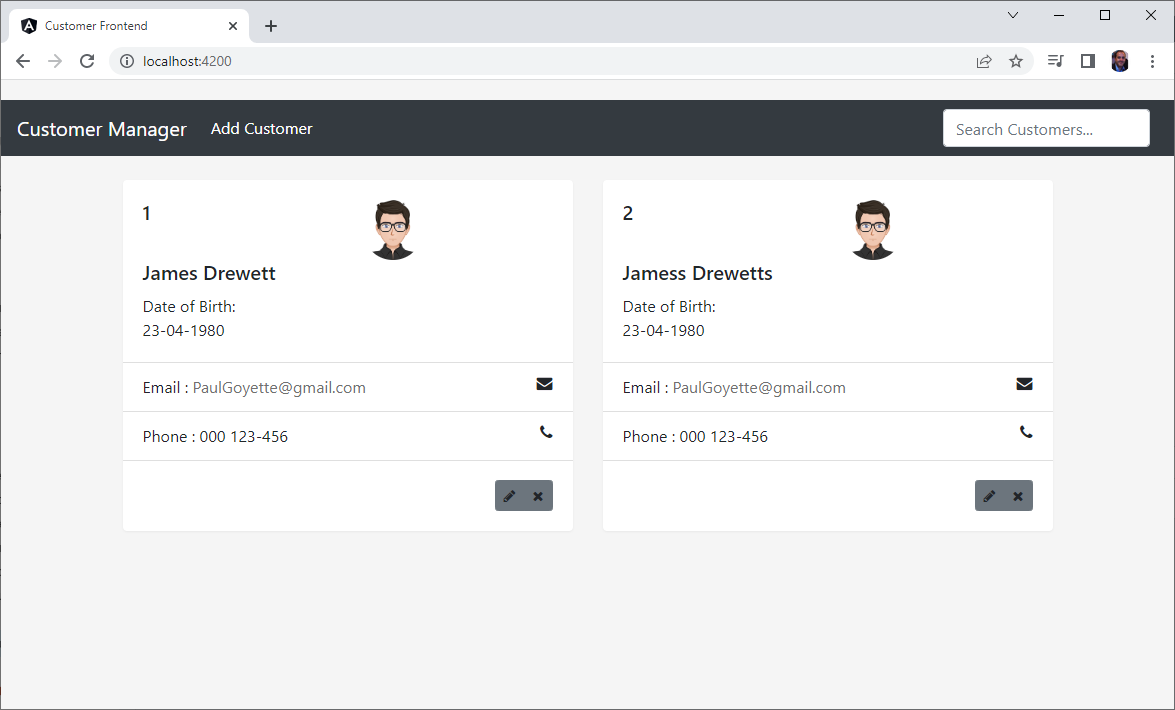 Customer Frontend
localhost:4200
Customer Manager Add Customer Search Customers...
1
James Drewett
Date of Birth:
23-04-1980
Email : PaulGoyette@gmail.com
Phone : 000 123-456
2
Jamess Drewetts
Date of Birth:
23-04-1980
Email : PaulGoyette@gmail.com
Phone : 000 123-456